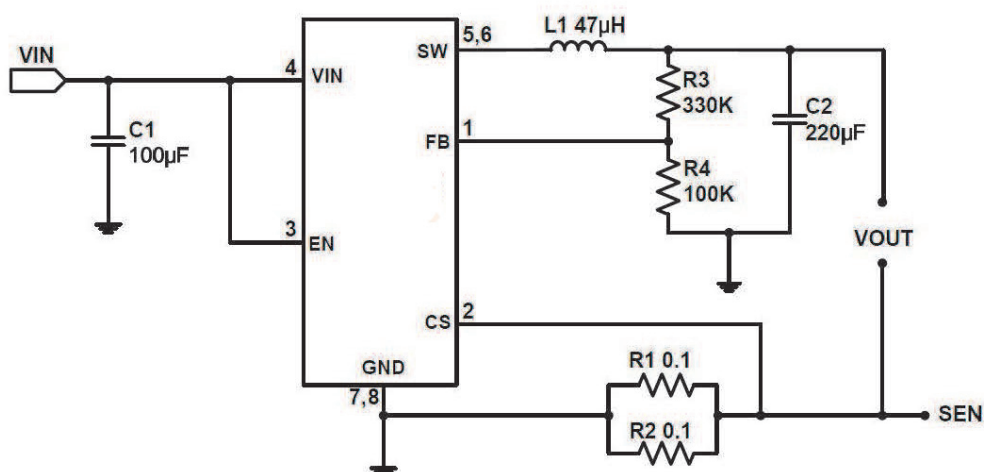 VIN
C1
100µF
4
VIN
3
EN
SW
5,6
FB
1
CS
2
GND
7,8
L1 47µH
R3
330K
R4
100K
C2
220µF
VOUT
R1 0.1
R2 0.1
SEN